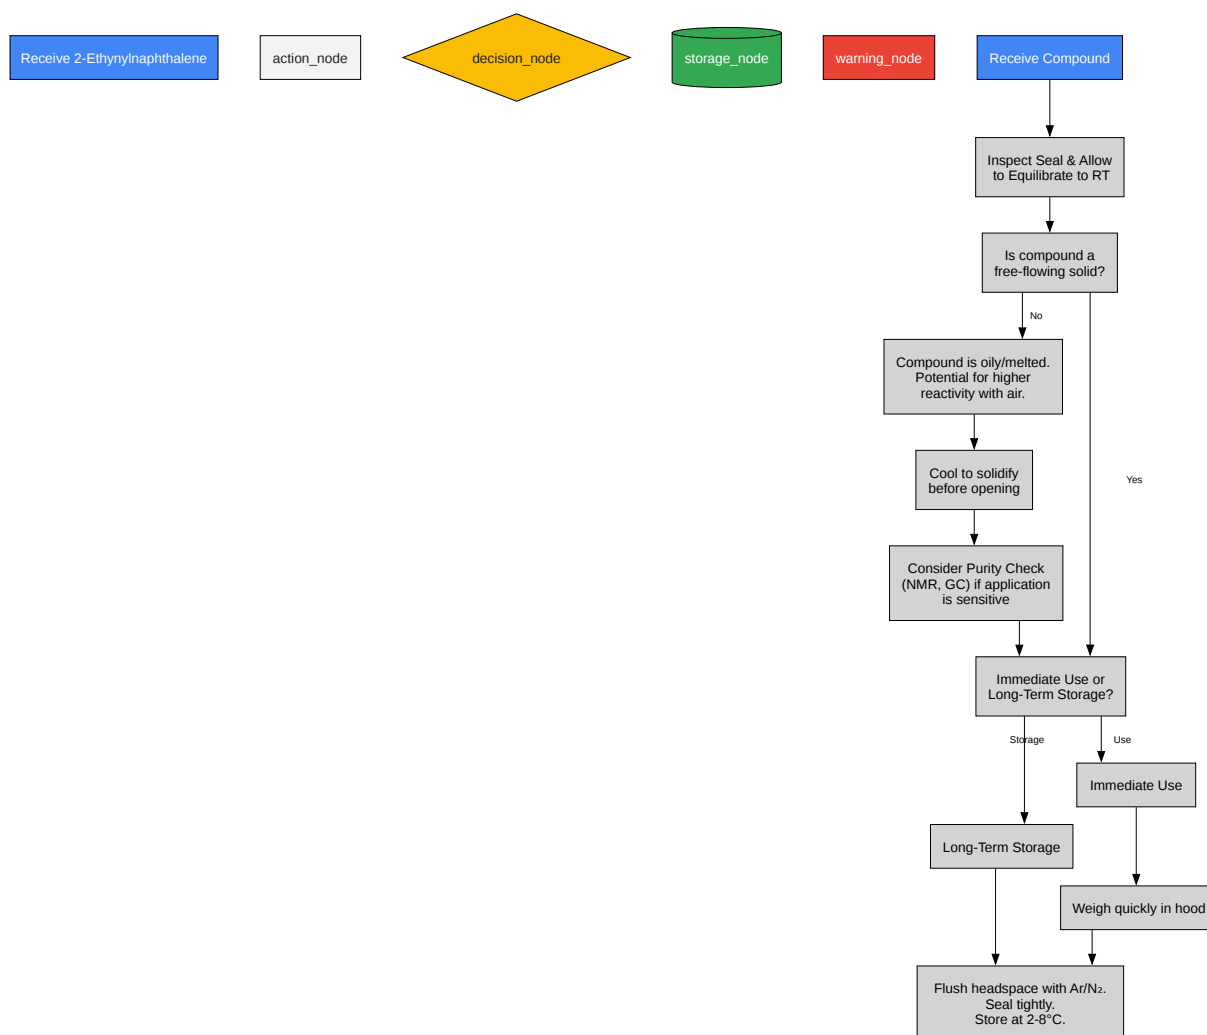 Receive 2-Ethynylnaphthalene
action_node
decision_node
storage_node
warning_node
Receive Compound
Inspect Seal & Allow
to Equilibrate to RT
Is compound a
free-flowing solid?
No
Compound is oily/melted.
Potential for higher
reactivity with air.
Cool to solidify
before opening
Yes
Consider Purity Check
(NMR, GC) if application
is sensitive
Immediate Use or
Long-Term Storage?
Storage
Use
Immediate Use
Long-Term Storage
Weigh quickly in hood
Flush headspace with Ar/N₂.
Seal tightly.
Store at 2-8°C.